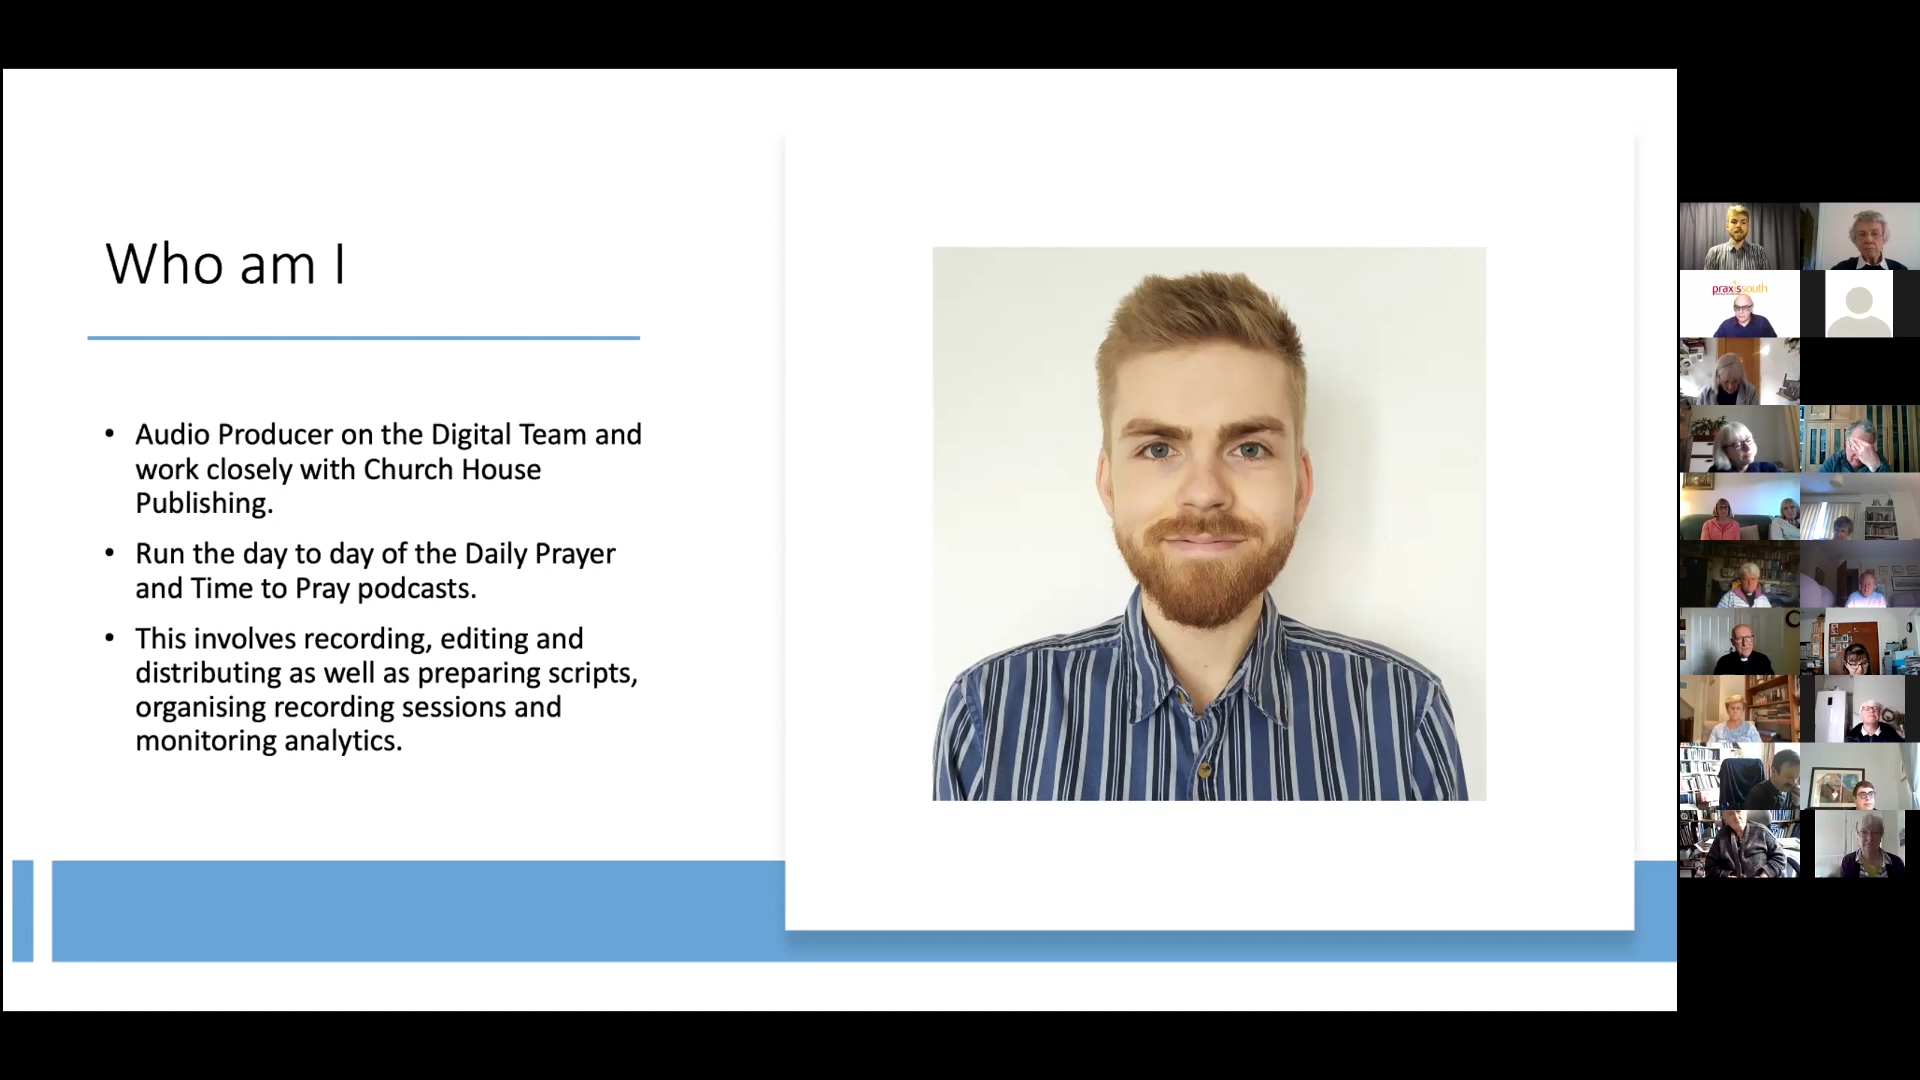 Who am I
• Audio Producer on the Digital Team and
work closely with Church House
Publishing.
• Run the day to day of the Daily Prayer
and Time to Pray podcasts.
• This involves recording, editing and
distributing as well as preparing scripts,
organising recording sessions and
monitoring analytics.
praxissouth